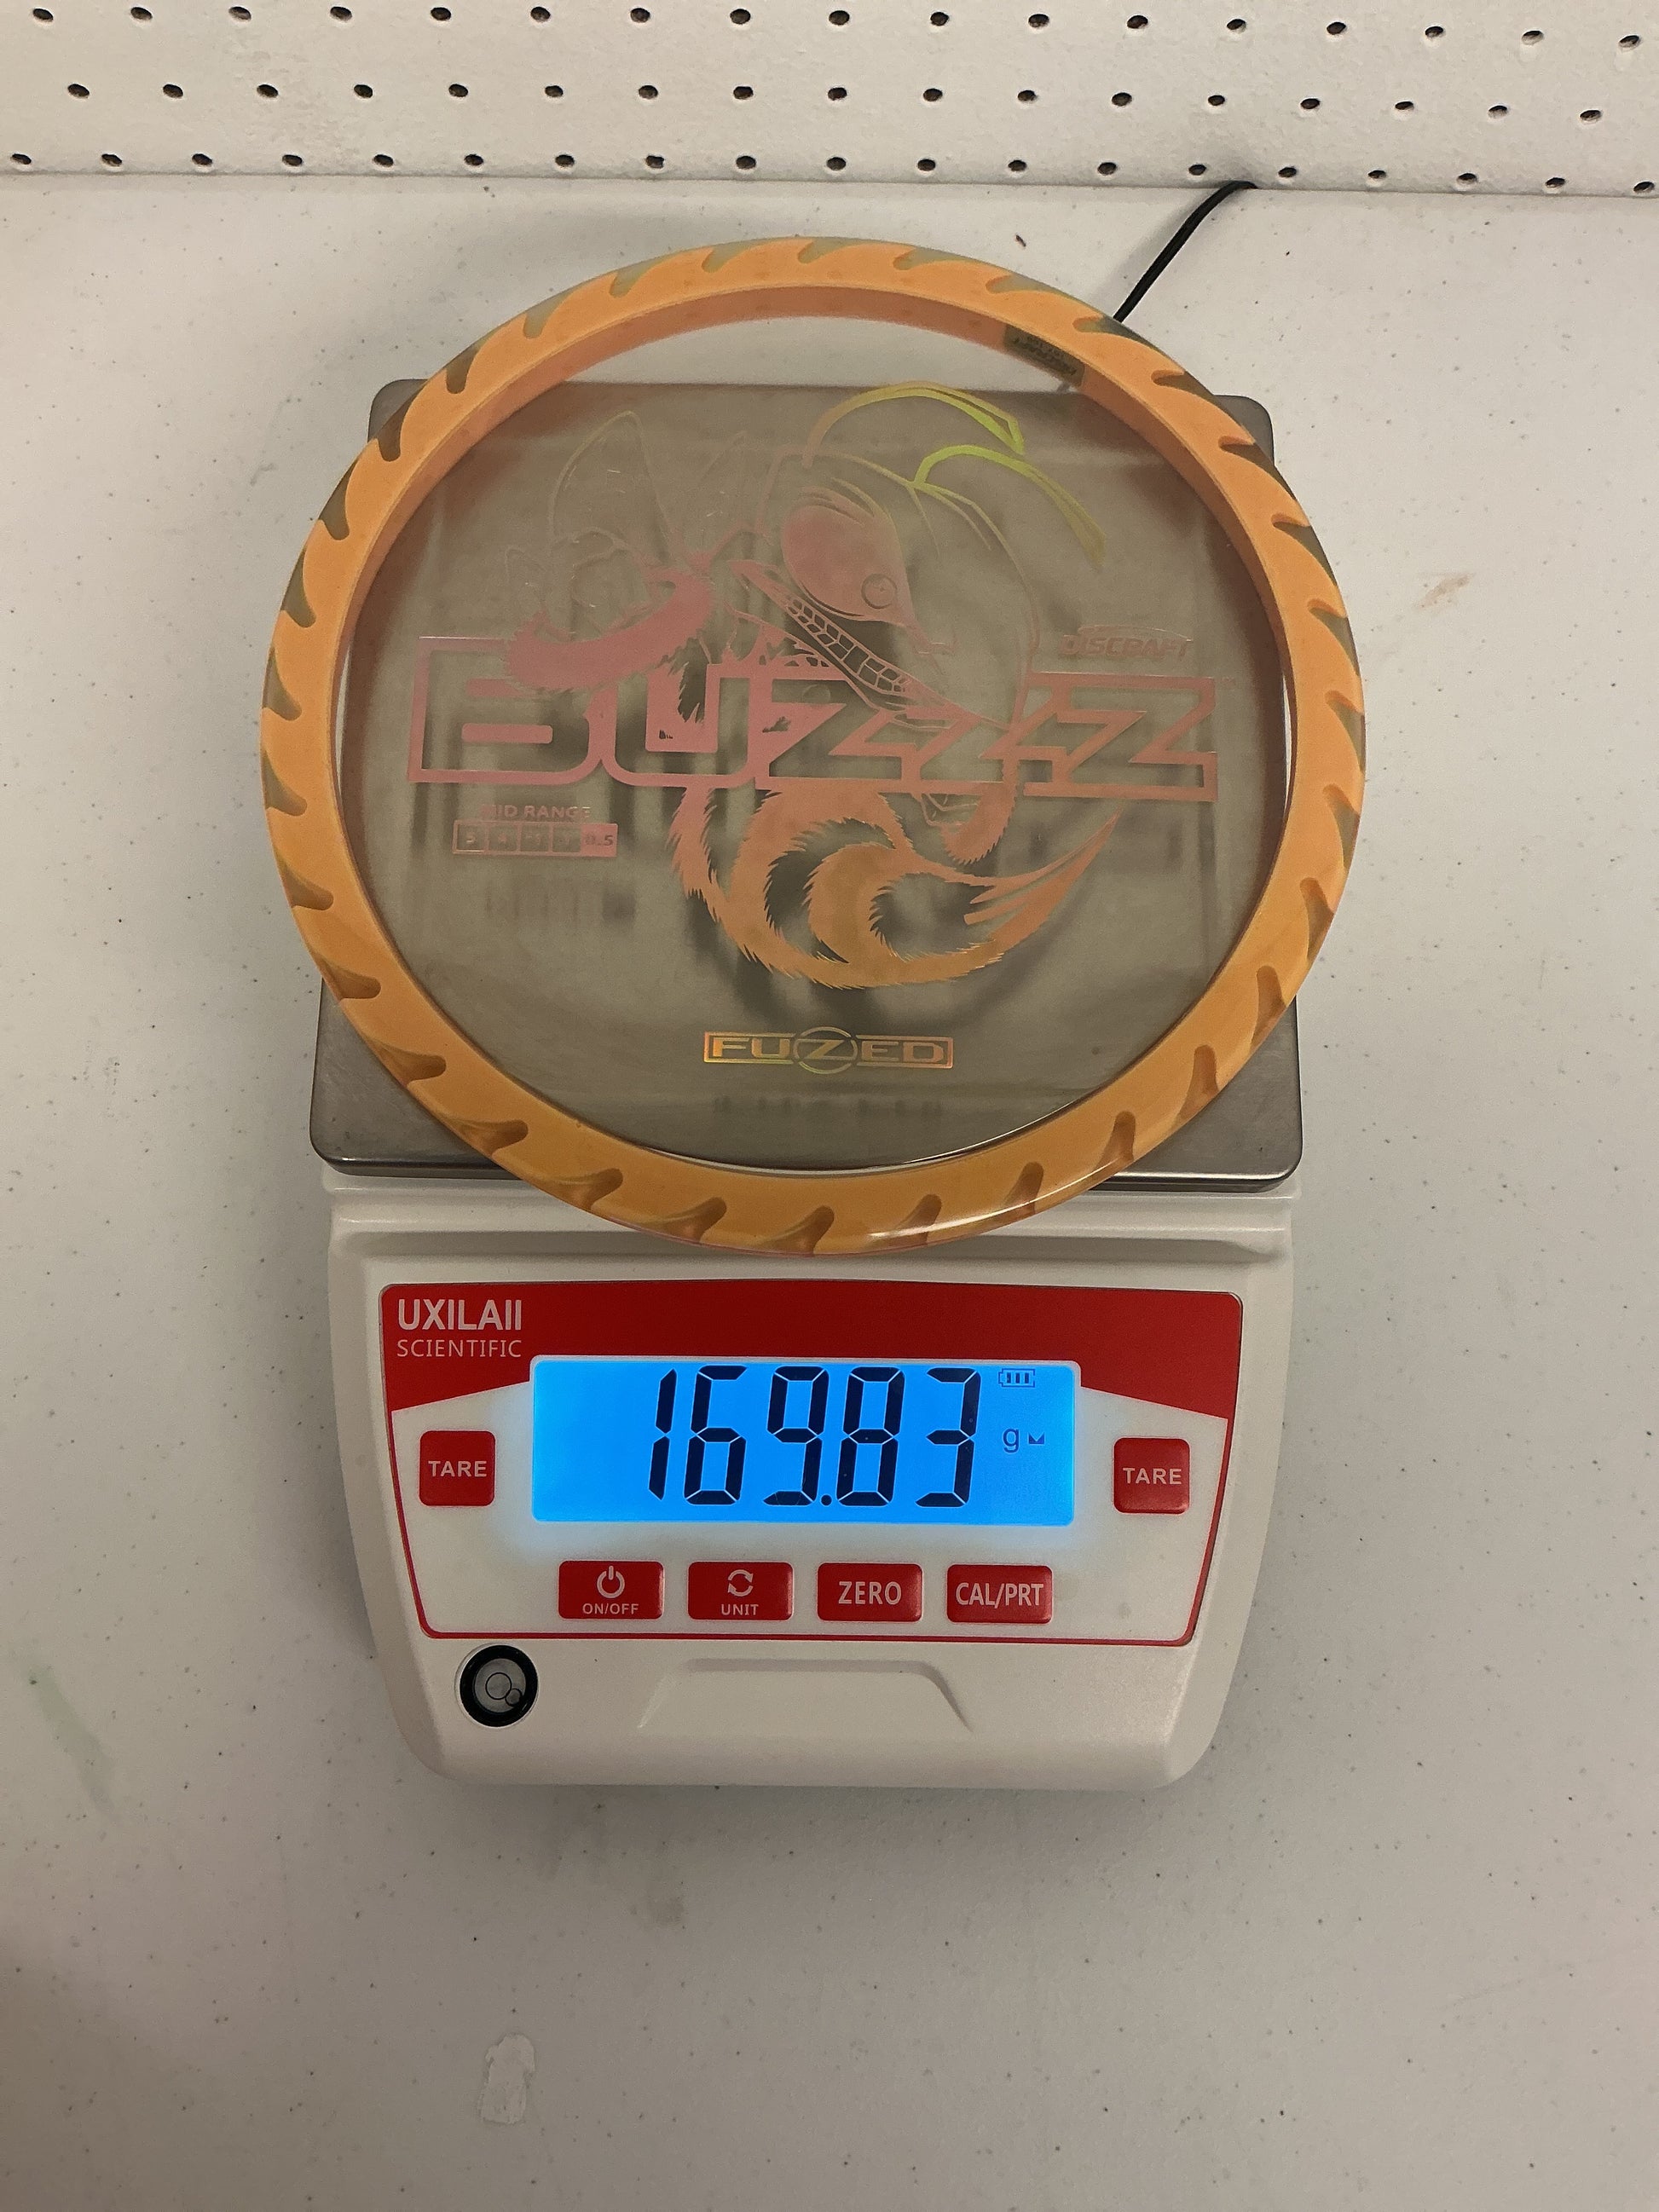 DISCRAFT
BUZZZ
MID RANGE
FUZED
UXILAII
SCIENTIFIC
169.83 g
TARE
TARE
ON/OFF
UNIT
ZERO
CAL/PRT